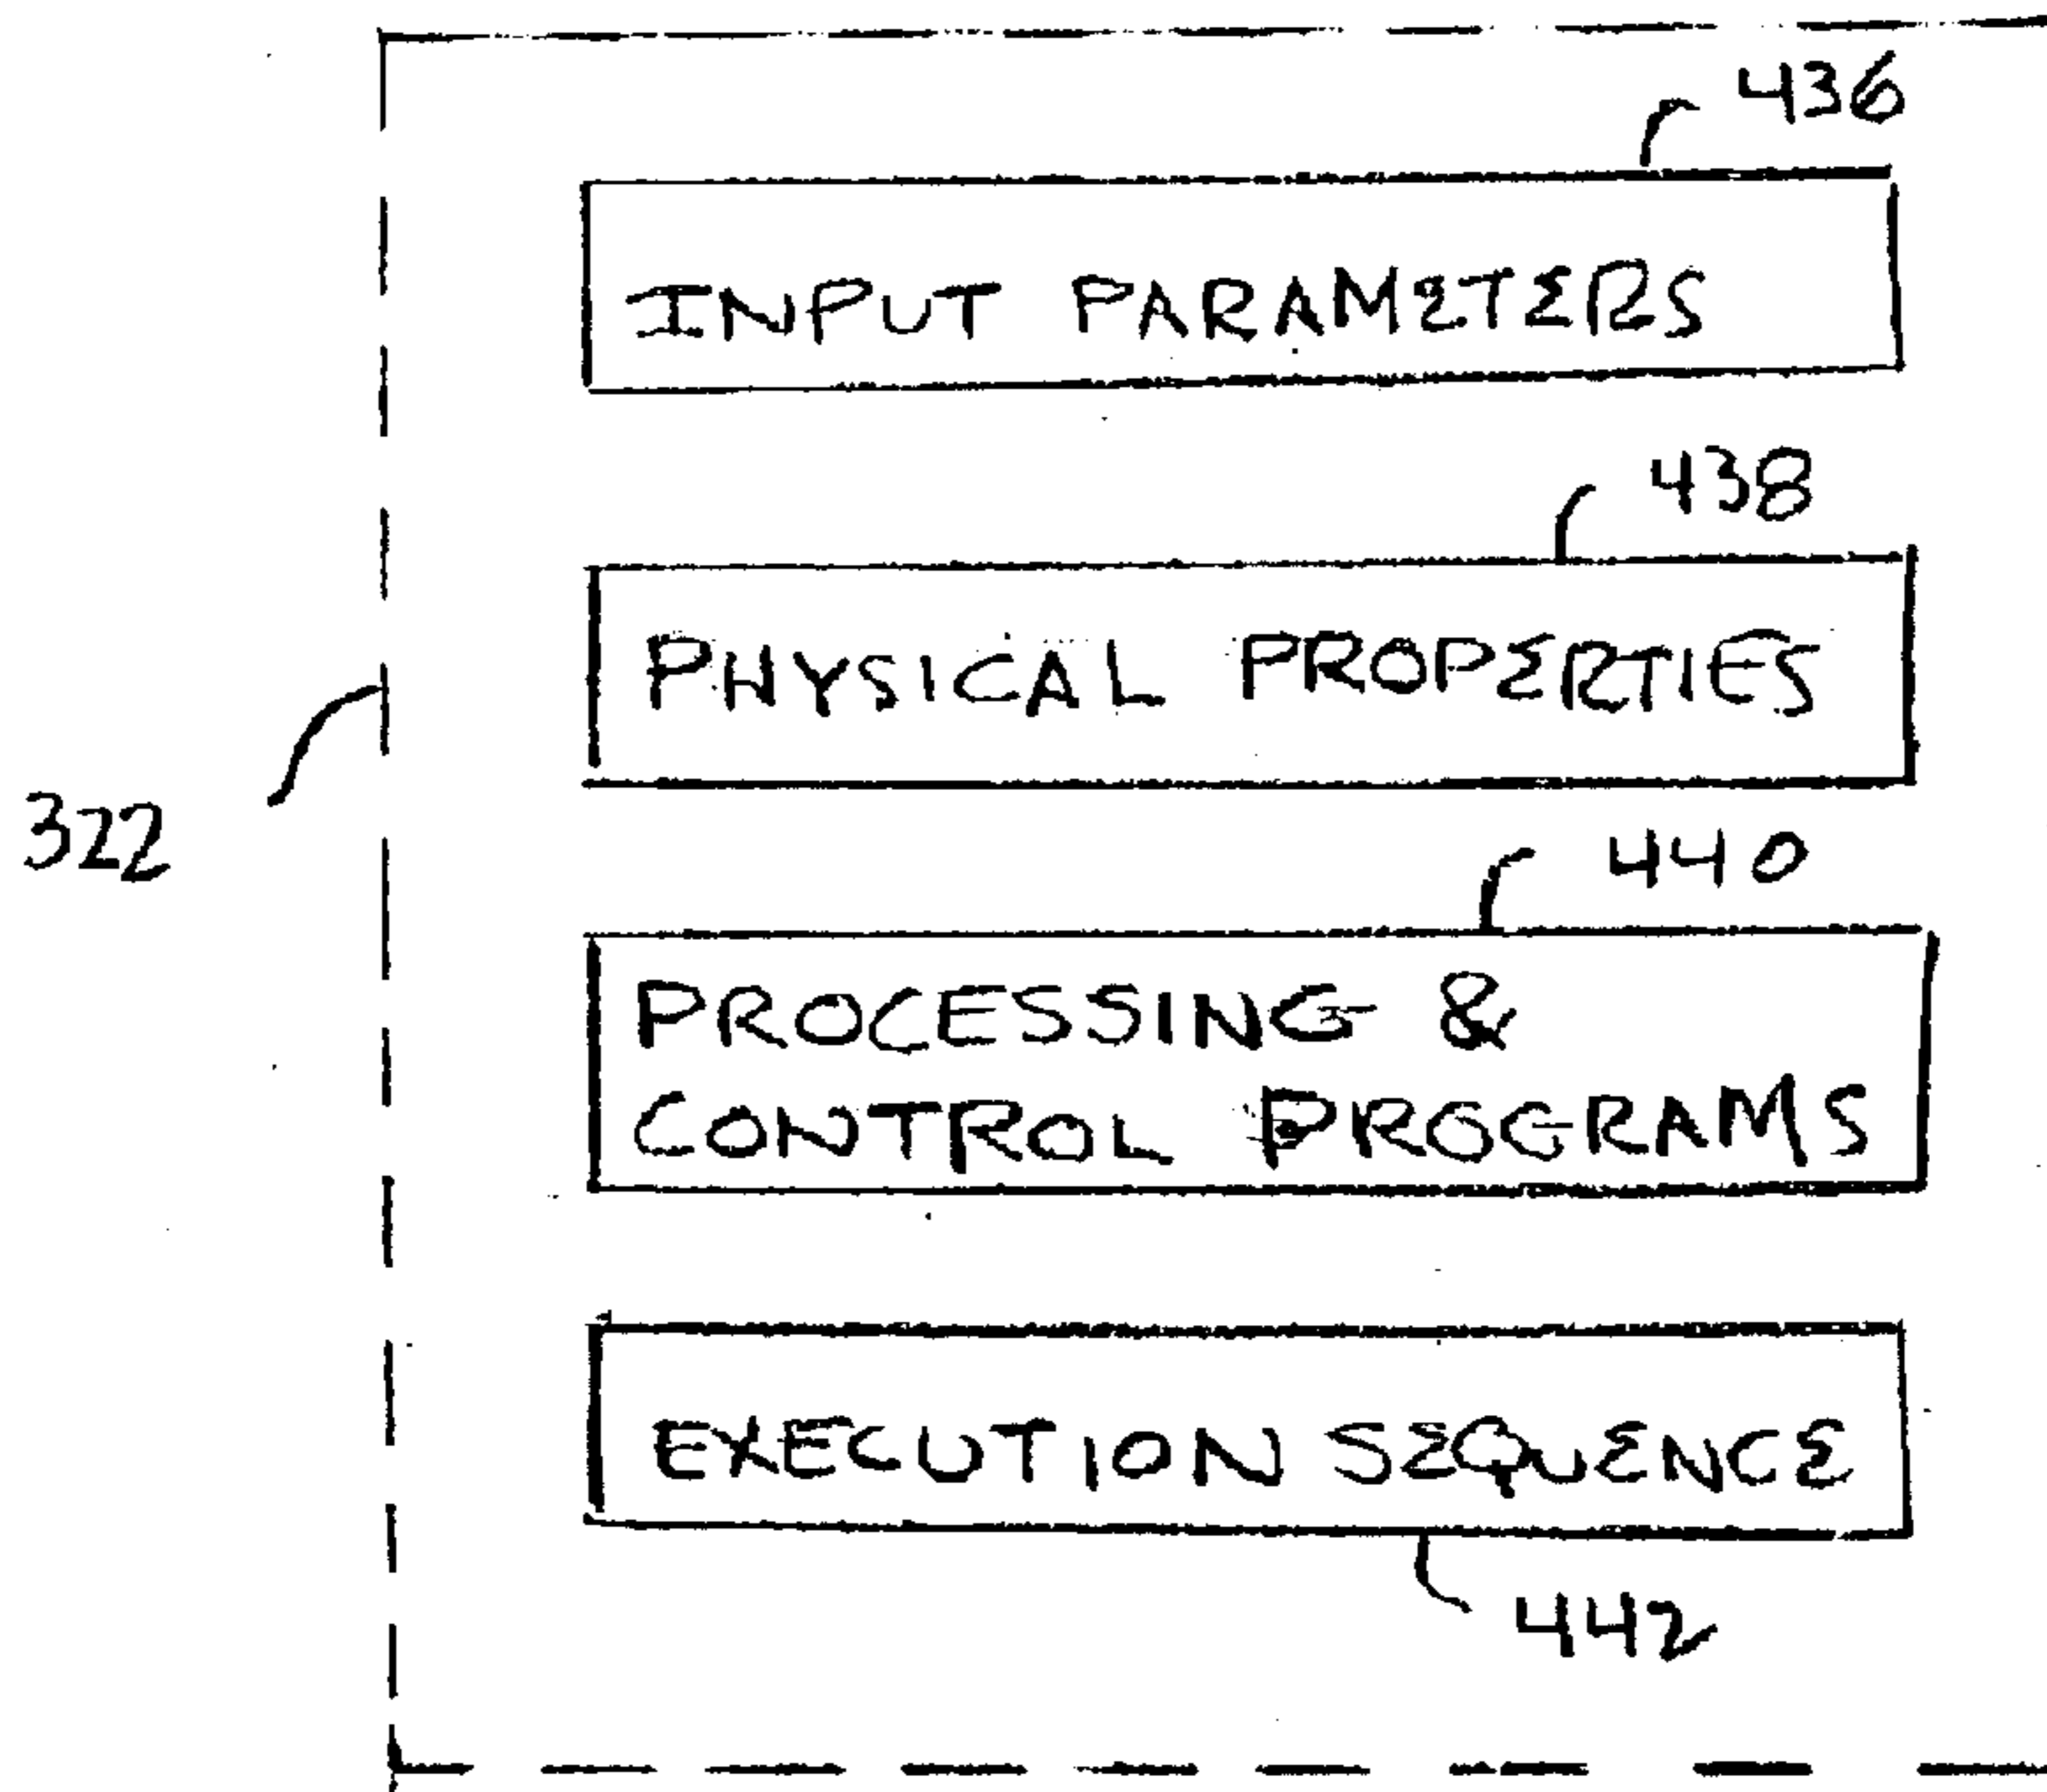 436
INPUT PARAMETERS
438
PHYSICAL PROPERTIES
322
440
PROCESSING &
CONTROL PROGRAMS
EXECUTION SEQUENCE
442